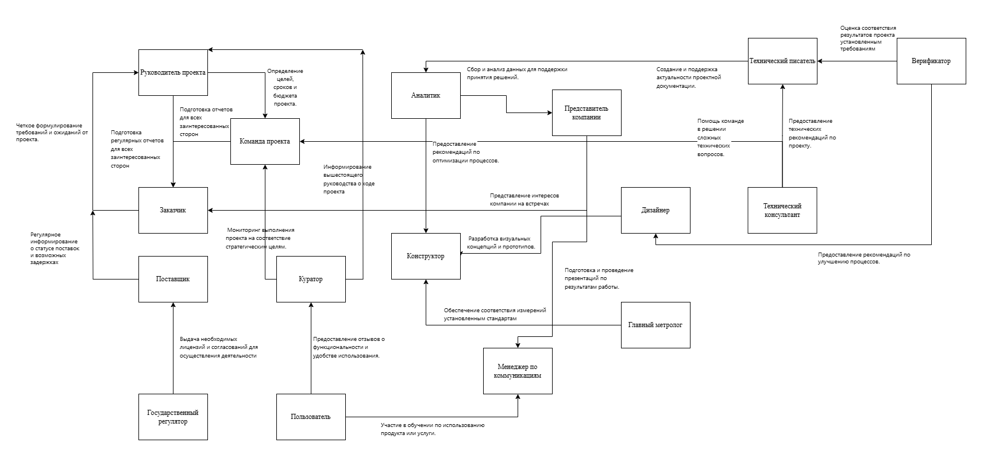 Оценка соответствия
результатов проекта
установленным
требованиям
Руководитель проекта
Определение
целей,
сроков и
бюджета
проекта.
Технический писатель
Верификатор
Сбор и анализ данных для поддержки
принятия решений.
Создание и поддержка
актуальности проектной
документации.
Аналитик
Представитель
компании
Четкое формулирование
требований и ожиданий от
проекта.
Подготовка
регулярных отчетов
для всех
заинтересованных
сторон
Подготовка отчетов
для всех
заинтересованных
сторон
Команда проекта
Предоставление
рекомендаций по
оптимизации процессов.
Помощь команде
в решении
сложных
технических
вопросов.
Предоставление
технических
рекомендаций по
проекту.
Информирование
вышестоящего
руководства о ходе
проекта
Заказчик
Представление интересов
компании на встречах
Дизайнер
Технический
консультант
Регулярное
информирование
о статусе поставок
и возможных
задержках
Мониторинг выполнения
проекта на соответствие
стратегическим целям.
Конструктор
Разработка визуальных
концепций и прототипов.
Предоставление рекомендаций по
улучшению процессов.
Поставщик
Куратор
Подготовка и проведение
презентаций по
результатам работы.
Обеспечение соответствия измерений
установленным стандартам
Главный метролог
Выдача необходимых
лицензий и согласований для
осуществления деятельности
Предоставление отзывов о
функциональности и
удобстве использования.
Менеджер по
коммуникациям
Государственный
регулятор
Пользователь
Участие в обучении по использованию
продукта или услуги.